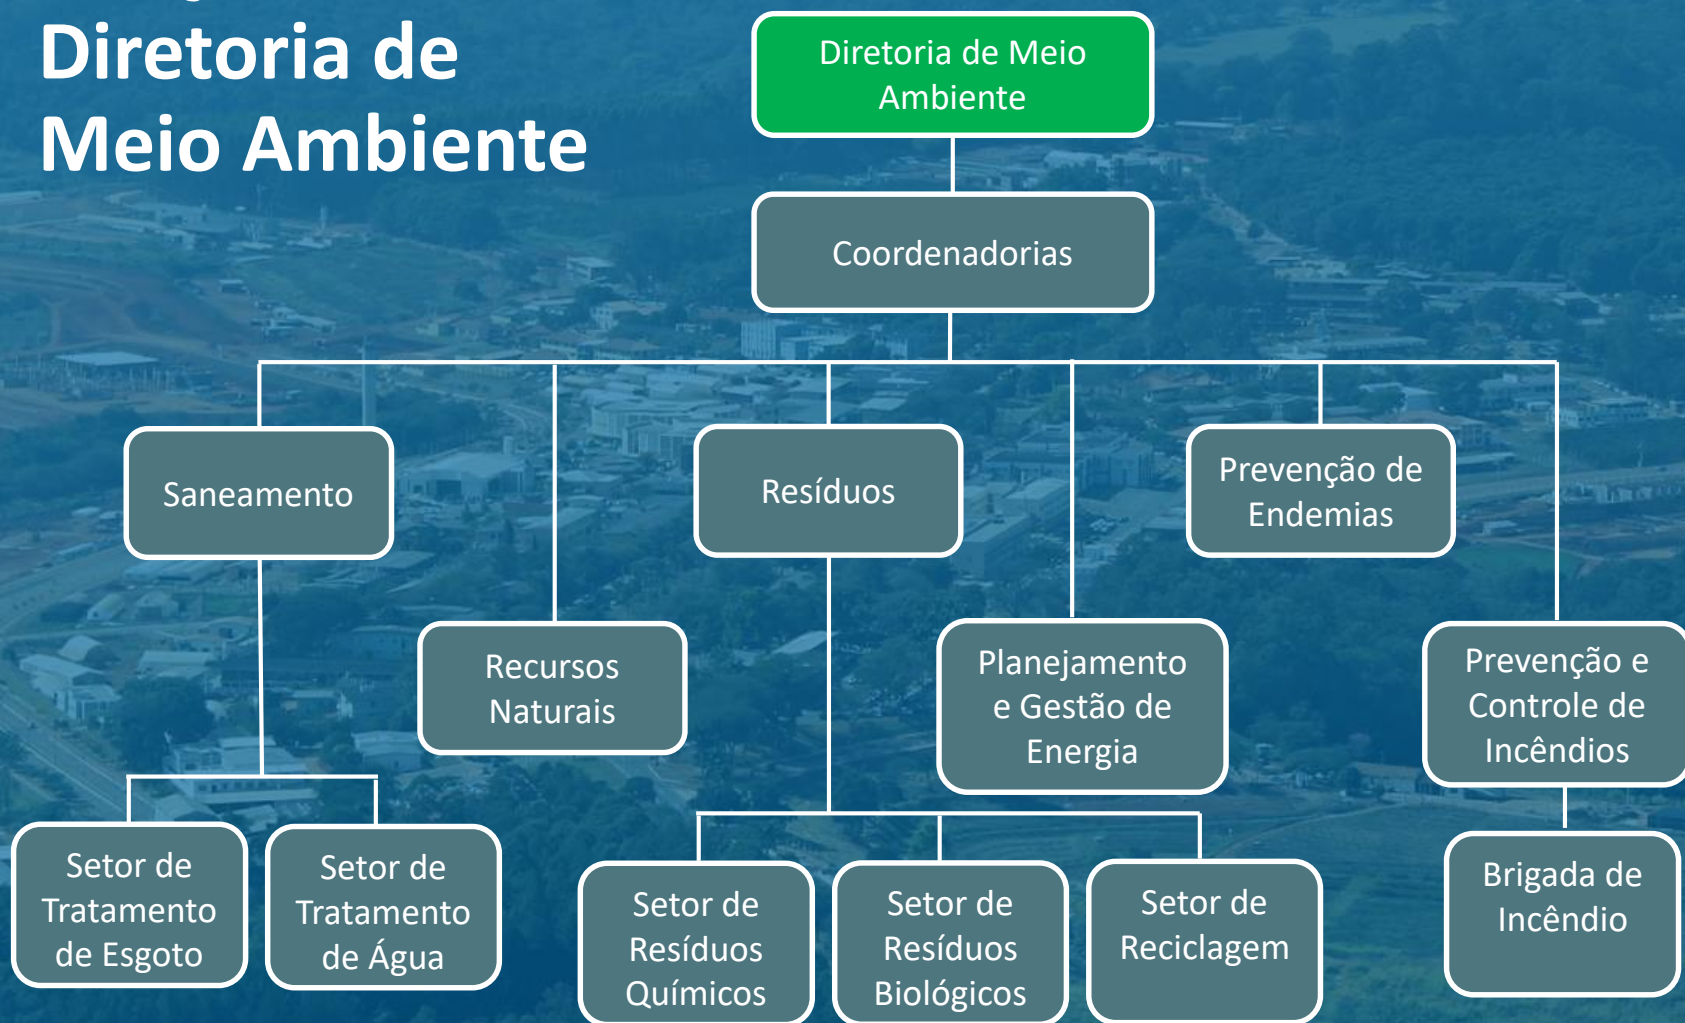 Diretoria de
Meio Ambiente
Diretoria de Meio
Ambiente
Coordenadorias
Saneamento
Resíduos
Prevenção de
Endemias
Recursos
Naturais
Planejamento
e Gestão de
Energia
Prevenção e
Controle de
Incêndios
Setor de
Tratamento
de Esgoto
Setor de
Tratamento
de Água
Setor de
Resíduos
Químicos
Setor de
Resíduos
Biológicos
Setor de
Reciclagem
Brigada de
Incêndio